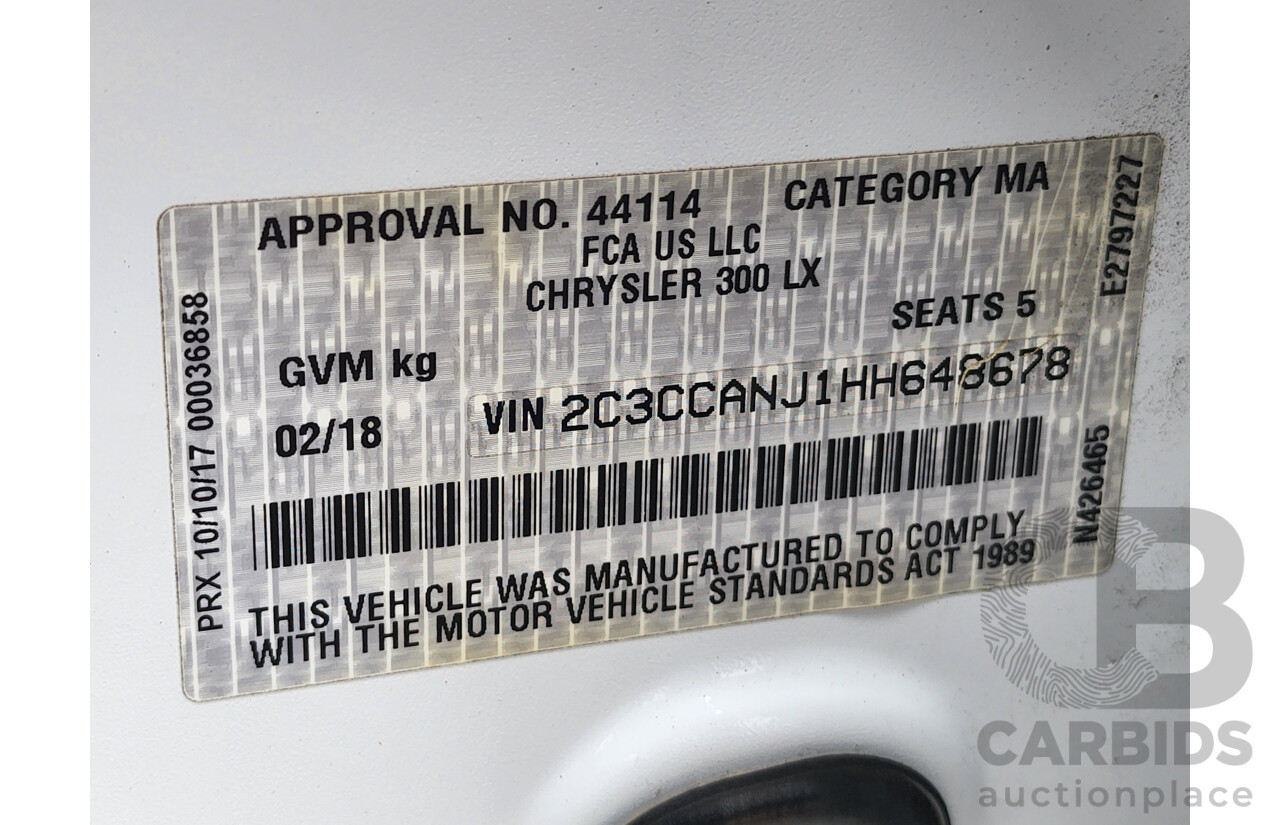 APPROVAL NO. 44114 CATEGORY MA
FCA US LLC
CHRYSLER 300 LX
SEATS 5
GVM kg
02/18
VIN 2C3CCANJ1HH648678
THIS VEHICLE WAS MANUFACTURED TO COMPLY
WITH THE MOTOR VEHICLE STANDARDS ACT 1989
PRX 10/10/17 00036858
E2797227
N426465
CB
CARBIDS
auctionplace